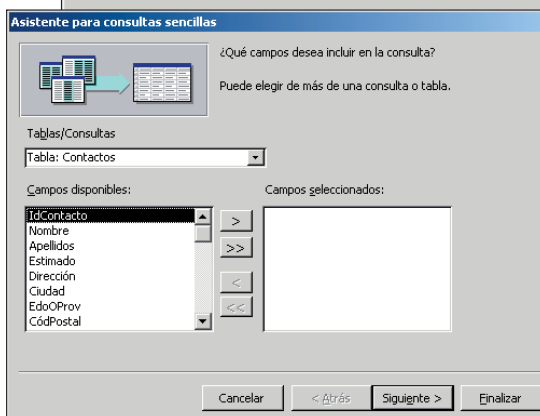 Asistente para consultas sencillas
¿Qué campos desea incluir en la consulta?
Puede elegir de más de una consulta o tabla.
Tablas/Consultas
Tabla: Contactos
Campos disponibles:
Campos seleccionados:
IdContacto
Nombre
Apellidos
Estimado
Dirección
Ciudad
EdoOProv
CódPostal
>
>>
<
<<
Cancelar
< Atrás
Siguiente >
Finalizar